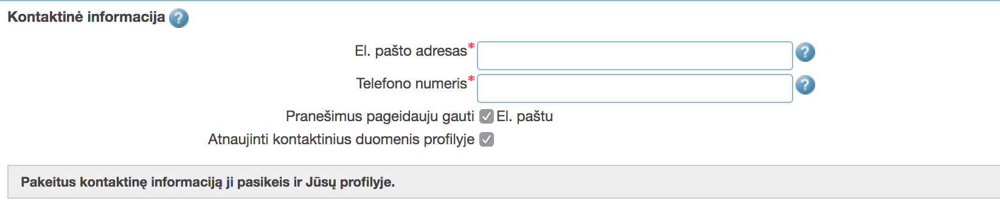 Kontaktinė informacija ?
El. pašto adresas* ?
Telefono numeris* ?
Pranešimus pageidauju gauti El. paštu
Atnaujinti kontaktinius duomenis profilyje
Pakeitus kontaktinę informaciją ji pasikeis ir Jūsų profilyje.